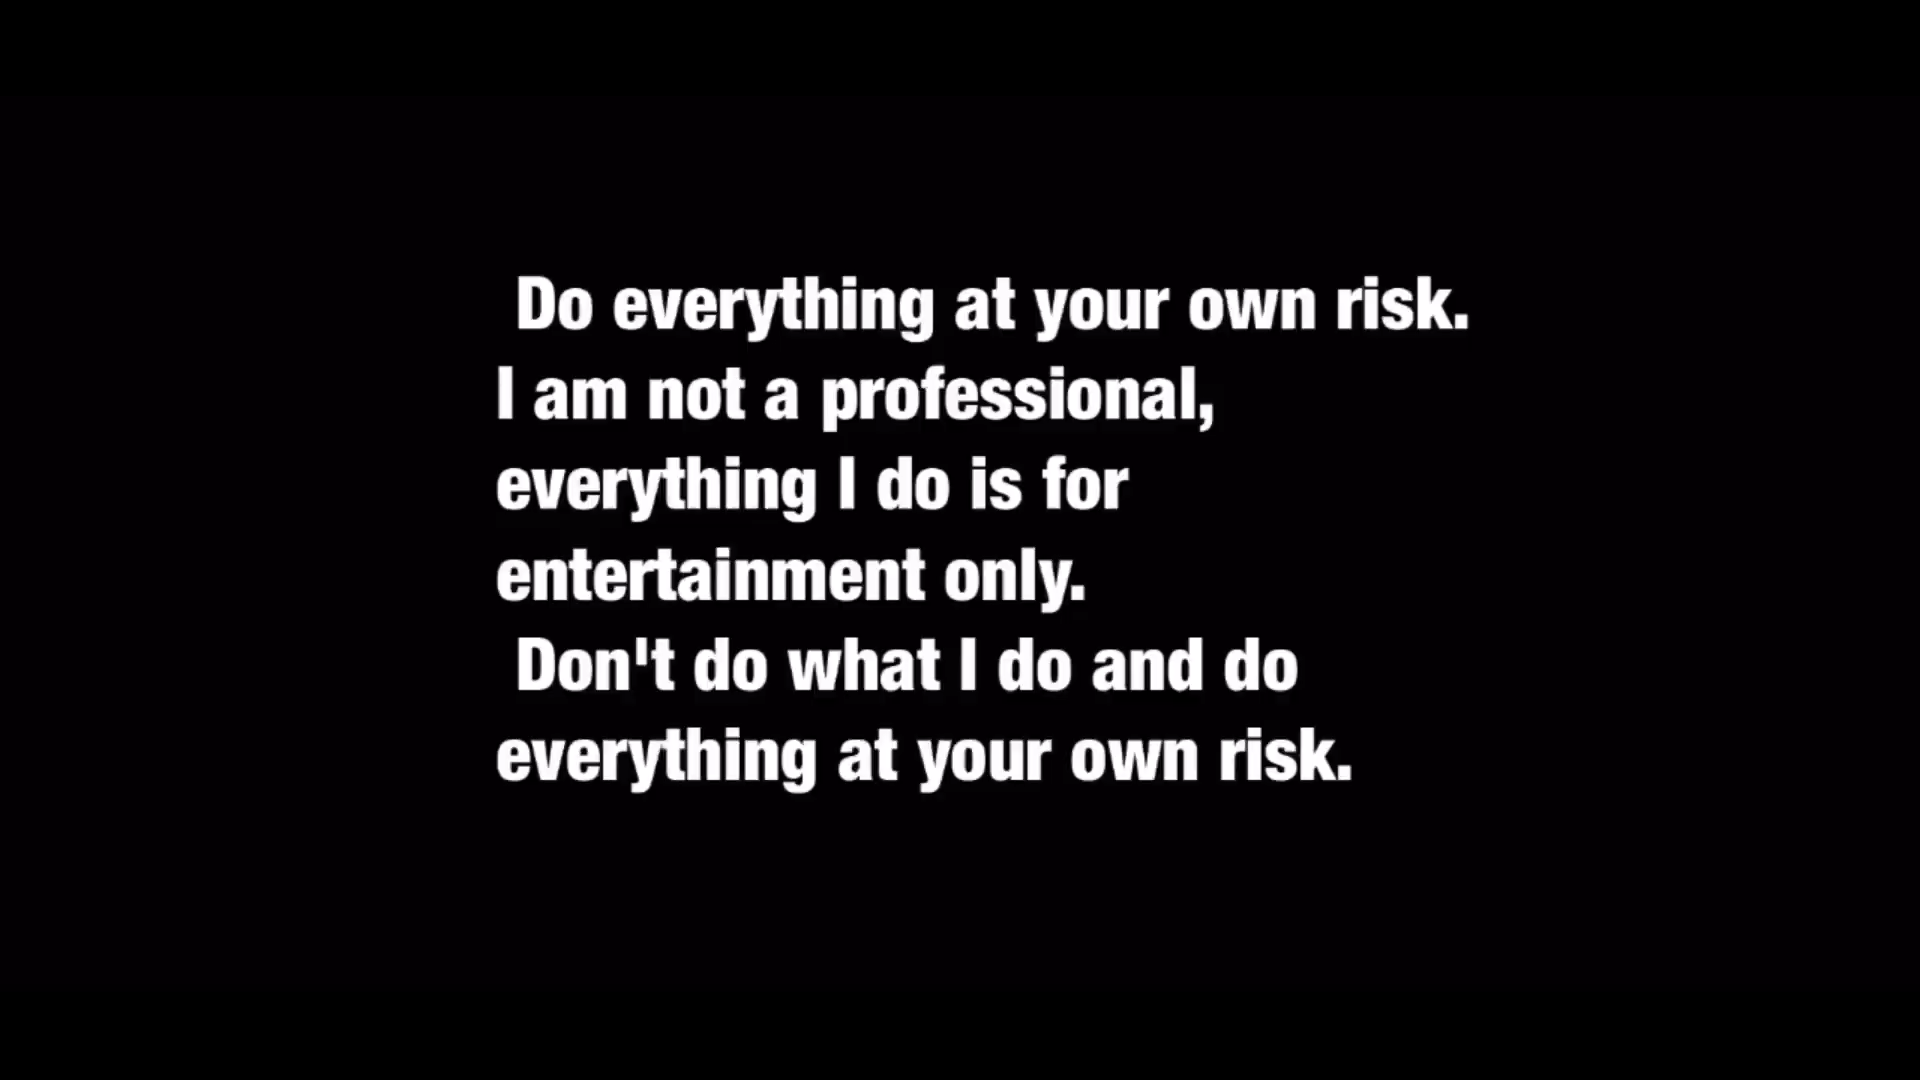 Do everything at your own risk.
I am not a professional,
everything I do is for
entertainment only.
Don't do what I do and do
everything at your own risk.